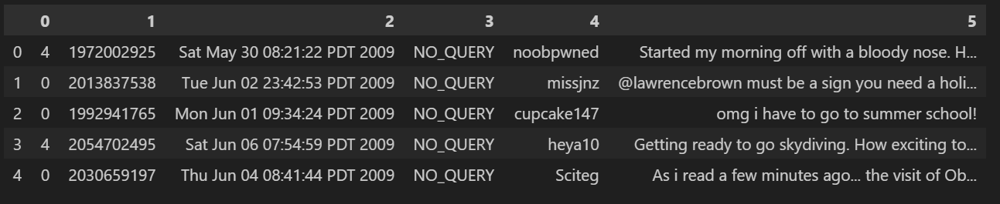 0 1 2 3 4 5
0 4 1972002925 Sat May 30 08:21:22 PDT 2009 NO_QUERY noobpwned Started my morning off with a bloody nose. H...
1 0 2013837538 Tue Jun 02 23:42:53 PDT 2009 NO_QUERY missjnz @lawrencebrown must be a sign you need a holi...
2 0 1992941765 Mon Jun 01 09:34:24 PDT 2009 NO_QUERY cupcake147 omg i have to go to summer school!
3 4 2054702495 Sat Jun 06 07:54:59 PDT 2009 NO_QUERY heya10 Getting ready to go skydiving. How exciting to...
4 0 2030659197 Thu Jun 04 08:41:44 PDT 2009 NO_QUERY Sciteg As i read a few minutes ago... the visit of Ob...